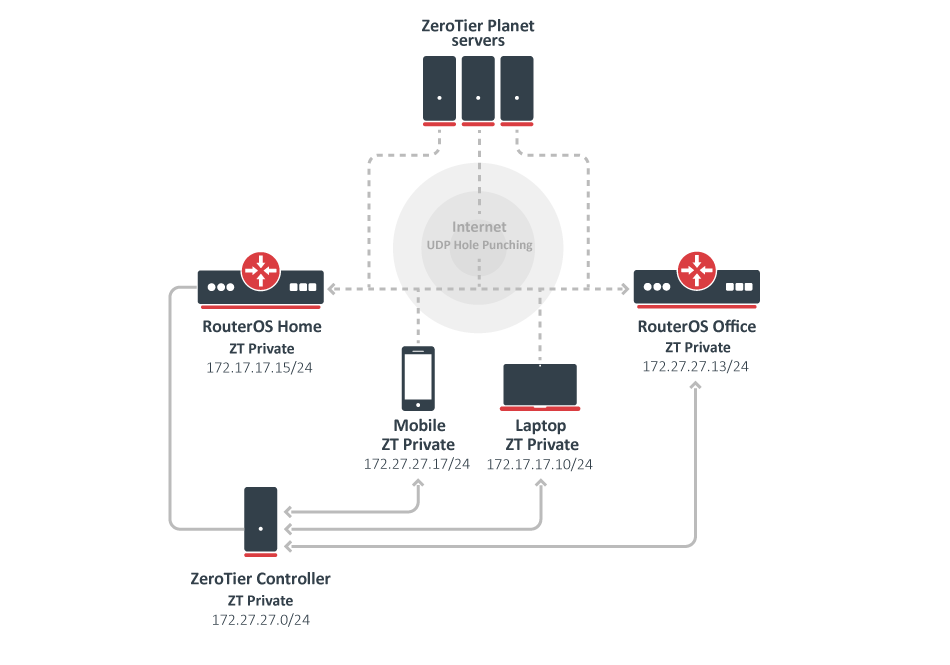 ZeroTier Planet
servers
Internet
UDP Hole Punching
RouterOS Home
ZT Private
172.17.17.15/24
RouterOS Office
ZT Private
172.27.27.13/24
Mobile
ZT Private
172.27.27.17/24
Laptop
ZT Private
172.17.17.10/24
ZeroTier Controller
ZT Private
172.27.27.0/24